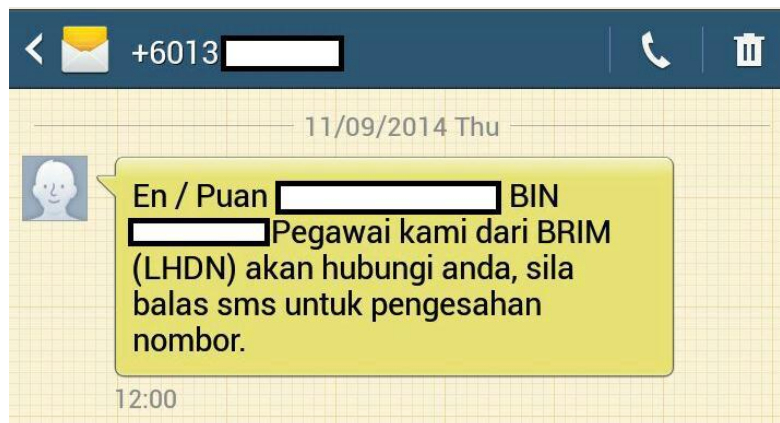 +6013
11/09/2014 Thu
En / Puan BIN
Pegawai kami dari BRIM
(LHDN) akan hubungi anda, sila
balas sms untuk pengesahan
nombor.
12:00